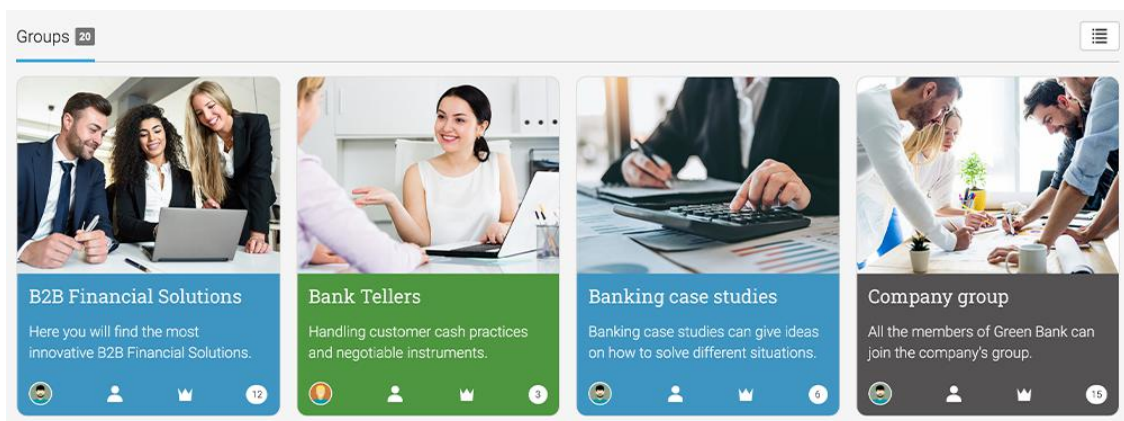 Groups 20
B2B Financial Solutions
Here you will find the most
innovative B2B Financial Solutions.
12
Bank Tellers
Handling customer cash practices
and negotiable instruments.
3
Banking case studies
Banking case studies can give ideas
on how to solve different situations.
6
Company group
All the members of Green Bank can
join the company's group.
15